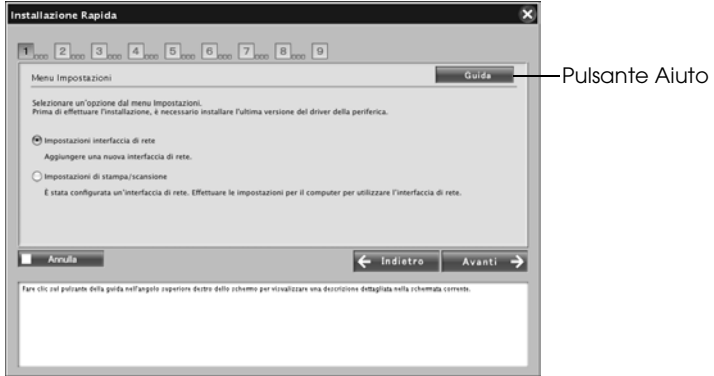 Installazione Rapida
1 2 3 4 5 6 7 8 9
Menu Impostazioni
Guida
Pulsante Aiuto
Selezionare un'opzione dal menu Impostazioni.
Prima di effettuare l'installazione, è necessario installare l'ultima versione del driver della periferica.
Impostazioni interfaccia di rete
Aggiungere una nuova interfaccia di rete.
Impostazioni di stampa/scansione
È stata configurata un'interfaccia di rete. Effettuare le impostazioni per il computer per utilizzare l'interfaccia di rete.
Annulla
Indietro
Avanti
Fare clic sul pulsante della guida nell'angolo superiore destro dello schermo per visualizzare una descrizione dettagliata nella schermata corrente.